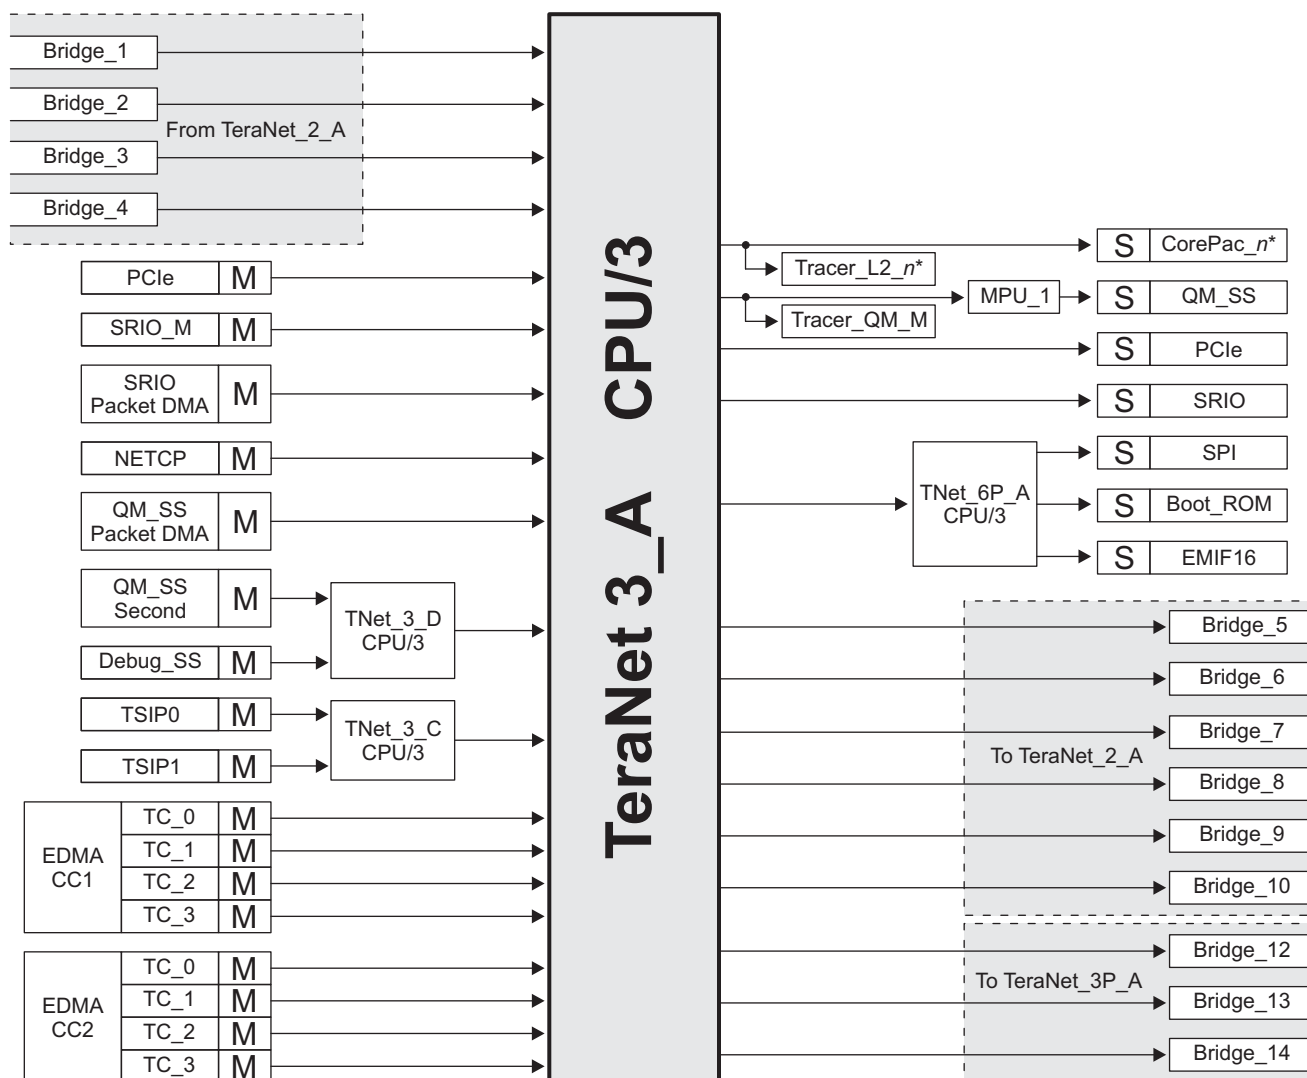 Bridge_1
Bridge_2
From TeraNet_2_A
Bridge_3
Bridge_4
PCIe M
SRIO_M M
SRIO
Packet DMA M
NETCP M
QM_SS
Packet DMA M
QM_SS
Second M
Debug_SS M
TNet_3_D
CPU/3
TSIP0 M
TSIP1 M
TNet_3_C
CPU/3
EDMA
CC1
TC_0 M
TC_1 M
TC_2 M
TC_3 M
EDMA
CC2
TC_0 M
TC_1 M
TC_2 M
TC_3 M
TeraNet 3_A CPU/3
S CorePac_n*
Tracer_L2_n*
MPU_1
S QM_SS
Tracer_QM_M
S PCIe
S SRIO
TNet_6P_A
CPU/3
S SPI
S Boot_ROM
S EMIF16
Bridge_5
Bridge_6
Bridge_7
To TeraNet_2_A
Bridge_8
Bridge_9
Bridge_10
Bridge_12
To TeraNet_3P_A
Bridge_13
Bridge_14